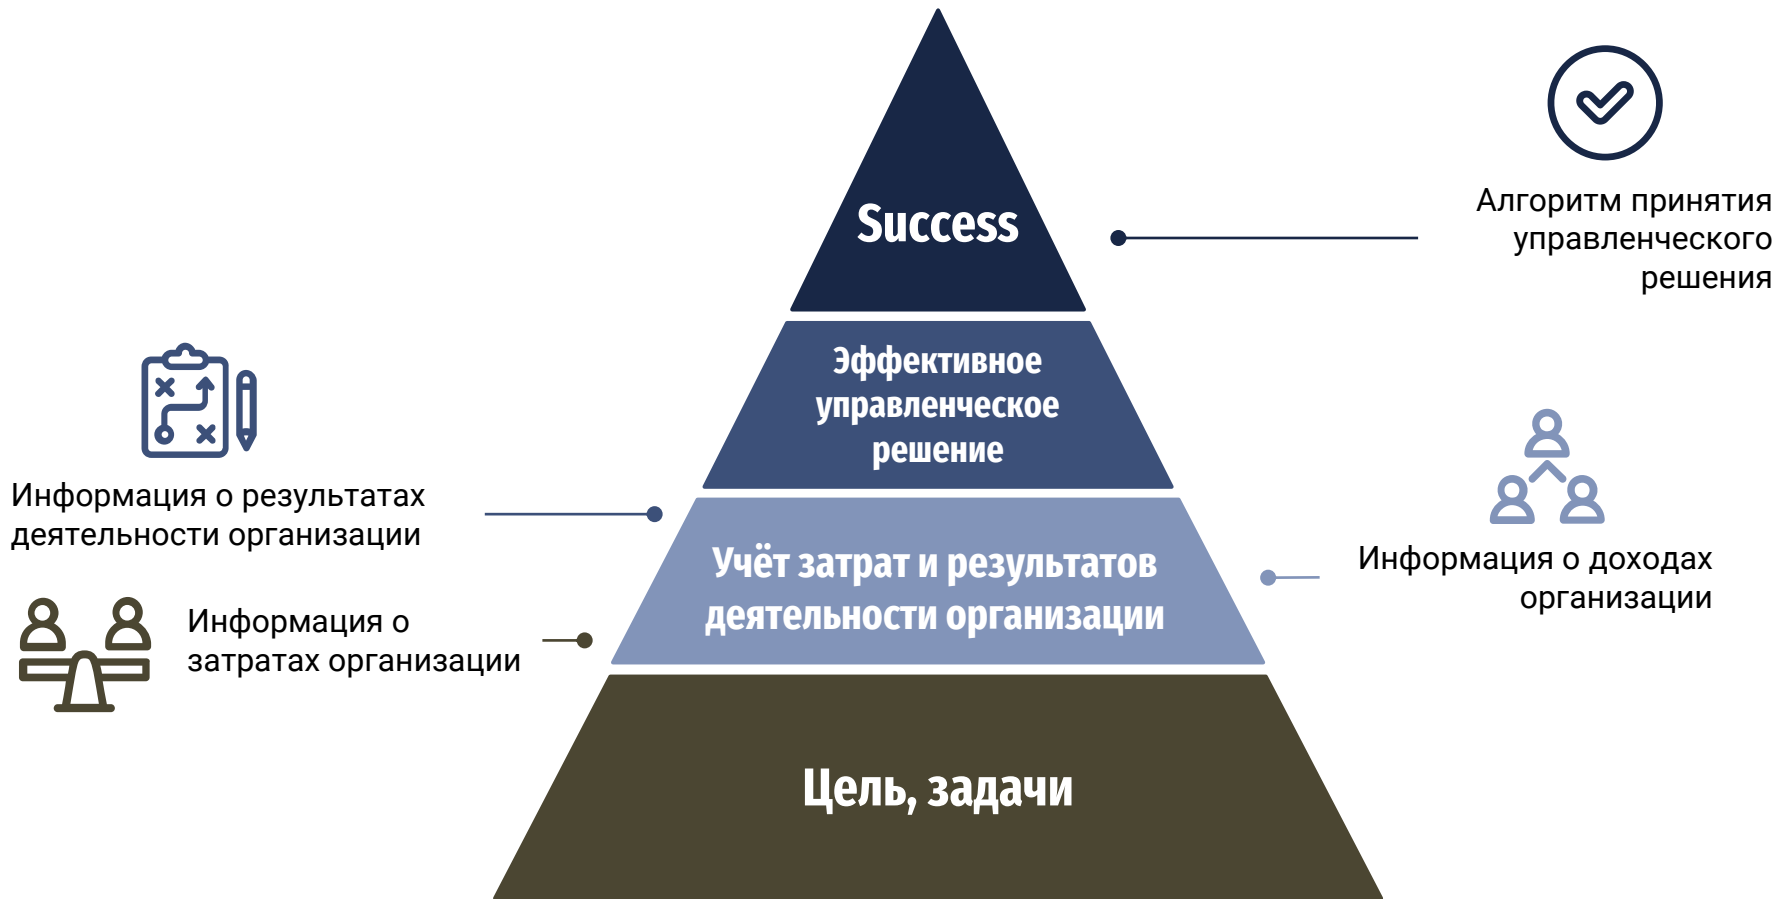 Success
Алгоритм принятия
управленческого
решения
Эффективное
управленческое
решение
Информация о результатах
деятельности организации
Учёт затрат и результатов
деятельности организации
Информация о доходах
организации
Информация о
затратах организации
Цель, задачи